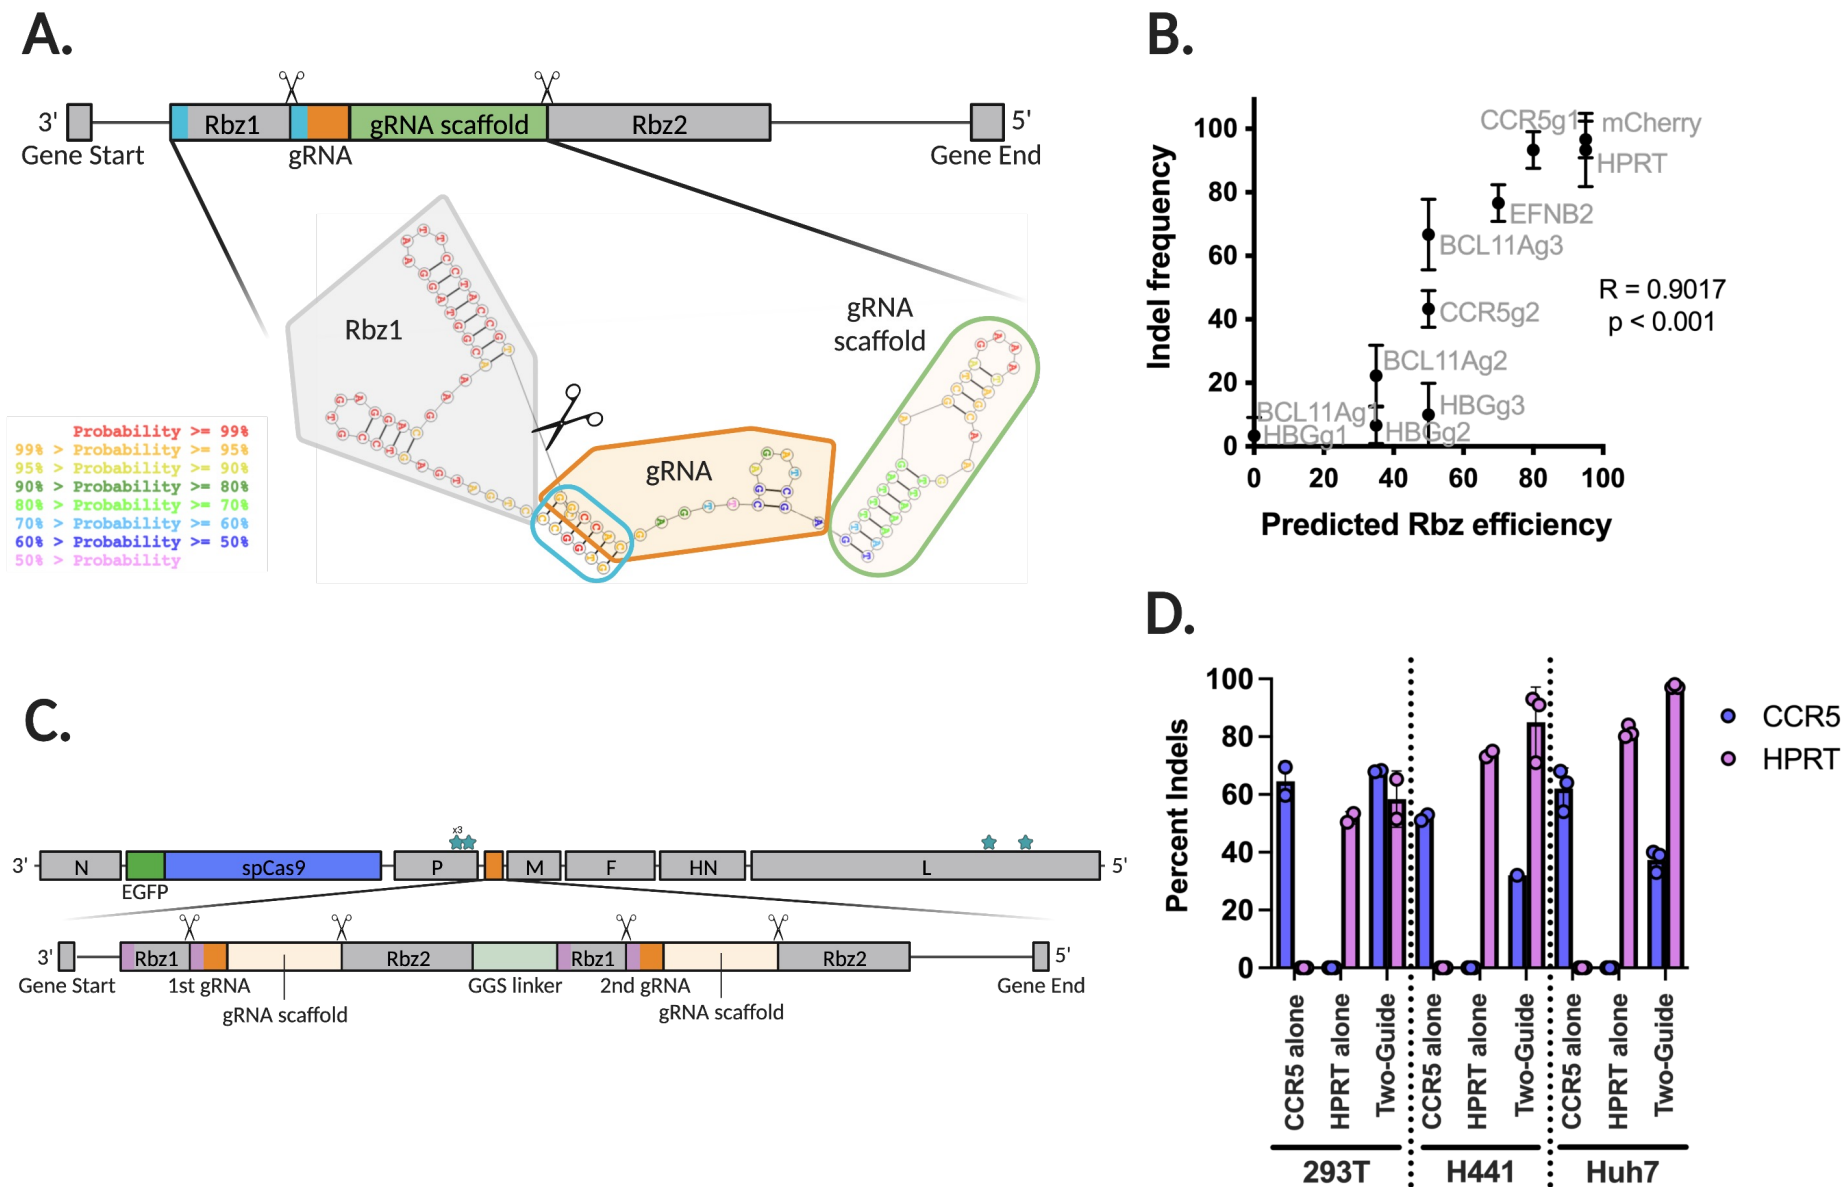 A.
3'
Rbz1
gRNA scaffold
Rbz2
5'
Gene Start
gRNA
Gene End
Rbz1
gRNA
scaffold
gRNA
Probability >= 99%
99% > Probability >= 95%
95% > Probability >= 90%
90% > Probability >= 80%
80% > Probability >= 70%
70% > Probability >= 60%
60% > Probability >= 50%
50% > Probability
B.
Indel frequency
100
80
60
40
20
0
CCR5g1
mCherry
HPRT
EFNB2
BCL11Ag3
CCR5g2
BCL11Ag2
HBGg3
BCL11Ag1
HBGg1
HBGg2
R = 0.9017
p < 0.001
0 20 40 60 80 100
Predicted Rbz efficiency
C.
x3
3'
N
spCas9
P
M
F
HN
L
5'
EGFP
3'
Rbz1
Rbz2
Rbz1
Rbz2
5'
Gene Start
1st gRNA
GGS linker
2nd gRNA
Gene End
gRNA scaffold
gRNA scaffold
D.
Percent Indels
100
80
60
40
20
0
CCR5
HPRT
CCR5 alone
HPRT alone
Two-Guide
CCR5 alone
HPRT alone
Two-Guide
CCR5 alone
HPRT alone
Two-Guide
293T
H441
Huh7